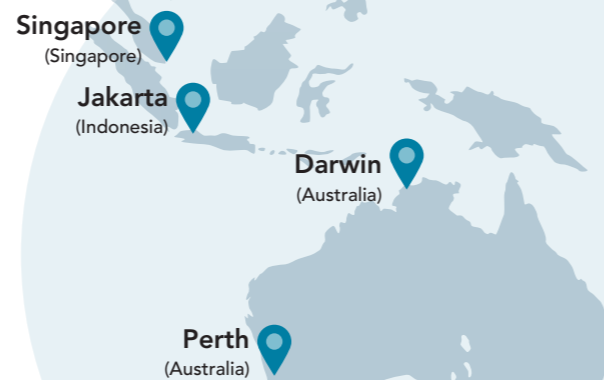 Singapore
(Singapore)
Jakarta
(Indonesia)
Darwin
(Australia)
Perth
(Australia)